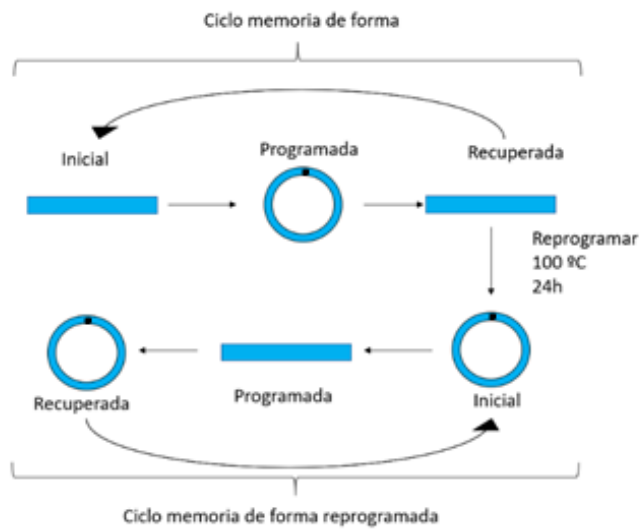 Ciclo memoria de forma
Inicial
Programada
Recuperada
Reprogramar
100 ºC
24h
Recuperada
Programada
Inicial
Ciclo memoria de forma reprogramada